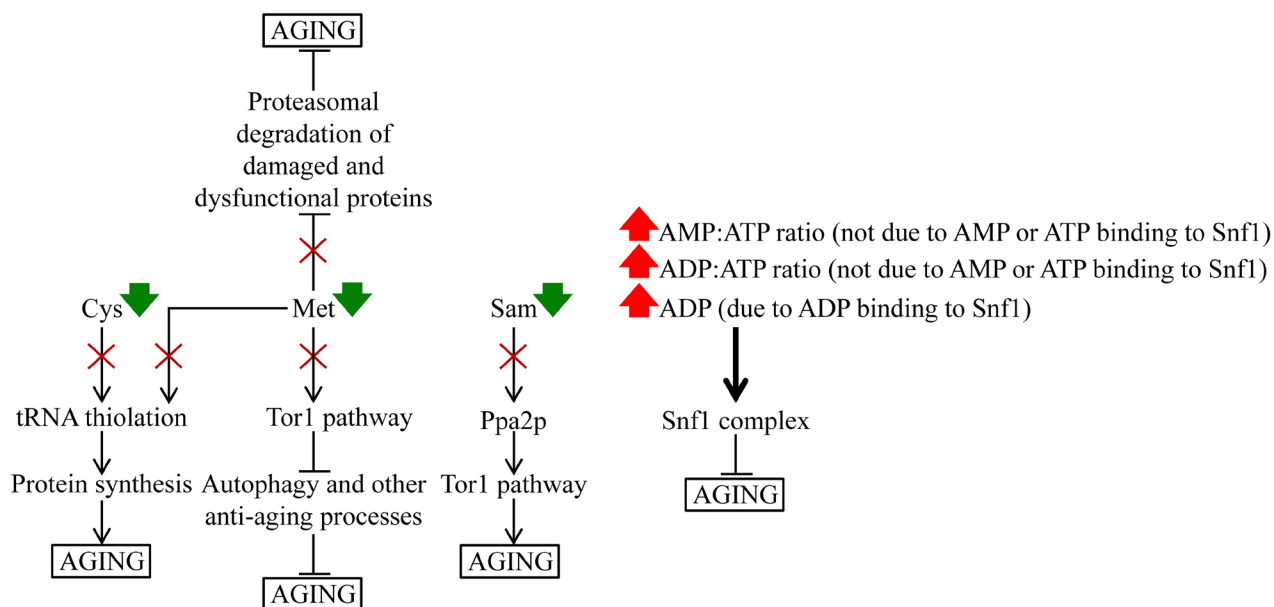 AGING
Proteasomal
degradation of
damaged and
dysfunctional proteins
AMP:ATP ratio (not due to AMP or ATP binding to Snf1)
ADP:ATP ratio (not due to AMP or ATP binding to Snf1)
ADP (due to ADP binding to Snf1)
Cys
Met
Sam
tRNA thiolation
Tor1 pathway
Ppa2p
Snf1 complex
Protein synthesis
Autophagy and other
anti-aging processes
Tor1 pathway
AGING
AGING
AGING
AGING